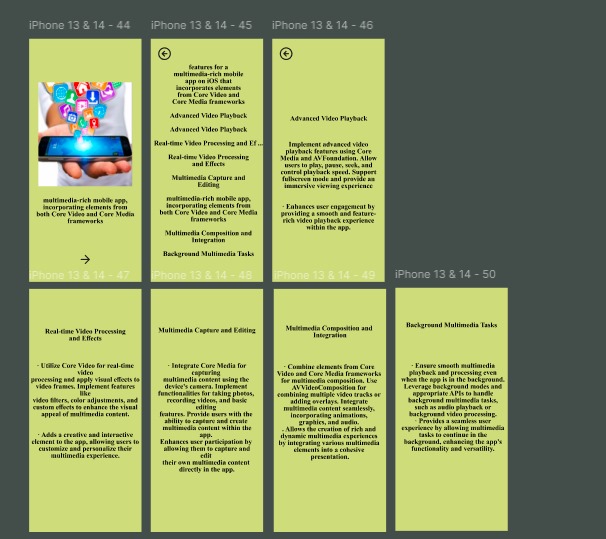 iPhone 13 & 14 - 44
multimedia-rich mobile app,
incorporating elements from
both Core Video and Core Media
frameworks
iPhone 13 & 14 - 45
features for a
multimedia-rich mobile
app on iOS that
incorporates elements
from Core Video and
Core Media frameworks
Advanced Video Playback
Advanced Video Playback
Real-time Video Processing and Ef ...
Real-time Video Processing
and Effects
Multimedia Capture and
Editing
multimedia-rich mobile app,
incorporating elements from
both Core Video and Core Media
frameworks
Multimedia Composition and
Integration
Background Multimedia Tasks
iPhone 13 & 14 - 46
Advanced Video Playback
Implement advanced video
playback features using Core
Media and AVFoundation. Allow
users to play, pause, seek, and
control playback speed. Support
fullscreen mode and provide an
immersive viewing experience
· Enhances user engagement by
providing a smooth and feature-
rich video playback experience
within the app.
iPhone 13 & 14 - 47
Real-time Video Processing
and Effects
· Utilize Core Video for real-time
video
processing and apply visual effects to
video frames. Implement features
like
video filters, color adjustments, and
custom effects to enhance the visual
appeal of multimedia content.
· Adds a creative and interactive
element to the app, allowing users to
customize and personalize their
multimedia experience.
iPhone 13 & 14 - 48
Multimedia Capture and Editing
· Integrate Core Media for
capturing
multimedia content using the
device's camera. Implement
functionalities for taking photos,
recording videos, and basic
editing
features. Provide users with the
ability to capture and create
multimedia content within the
app.
Enhances user participation by
allowing them to capture and
edit
their own multimedia content
directly in the app.
iPhone 13 & 14 - 49
Multimedia Composition and
Integration
· Combine elements from Core
Video and Core Media frameworks
for multimedia composition. Use
AVVideoComposition for
combining multiple video tracks or
adding overlays. Integrate
multimedia content seamlessly,
incorporating animations,
graphics, and audio.
. Allows the creation of rich and
dynamic multimedia experiences
by integrating various multimedia
elements into a cohesive
presentation.
iPhone 13 & 14 - 50
Background Multimedia Tasks
· Ensure smooth multimedia
playback and processing even
when the app is in the background.
Leverage background modes and
appropriate APIs to handle
background multimedia tasks,
such as audio playback or
background video processing.
· Provides a seamless user
experience by allowing multimedia
tasks to continue in the
background, enhancing the app's
functionality and versatility.